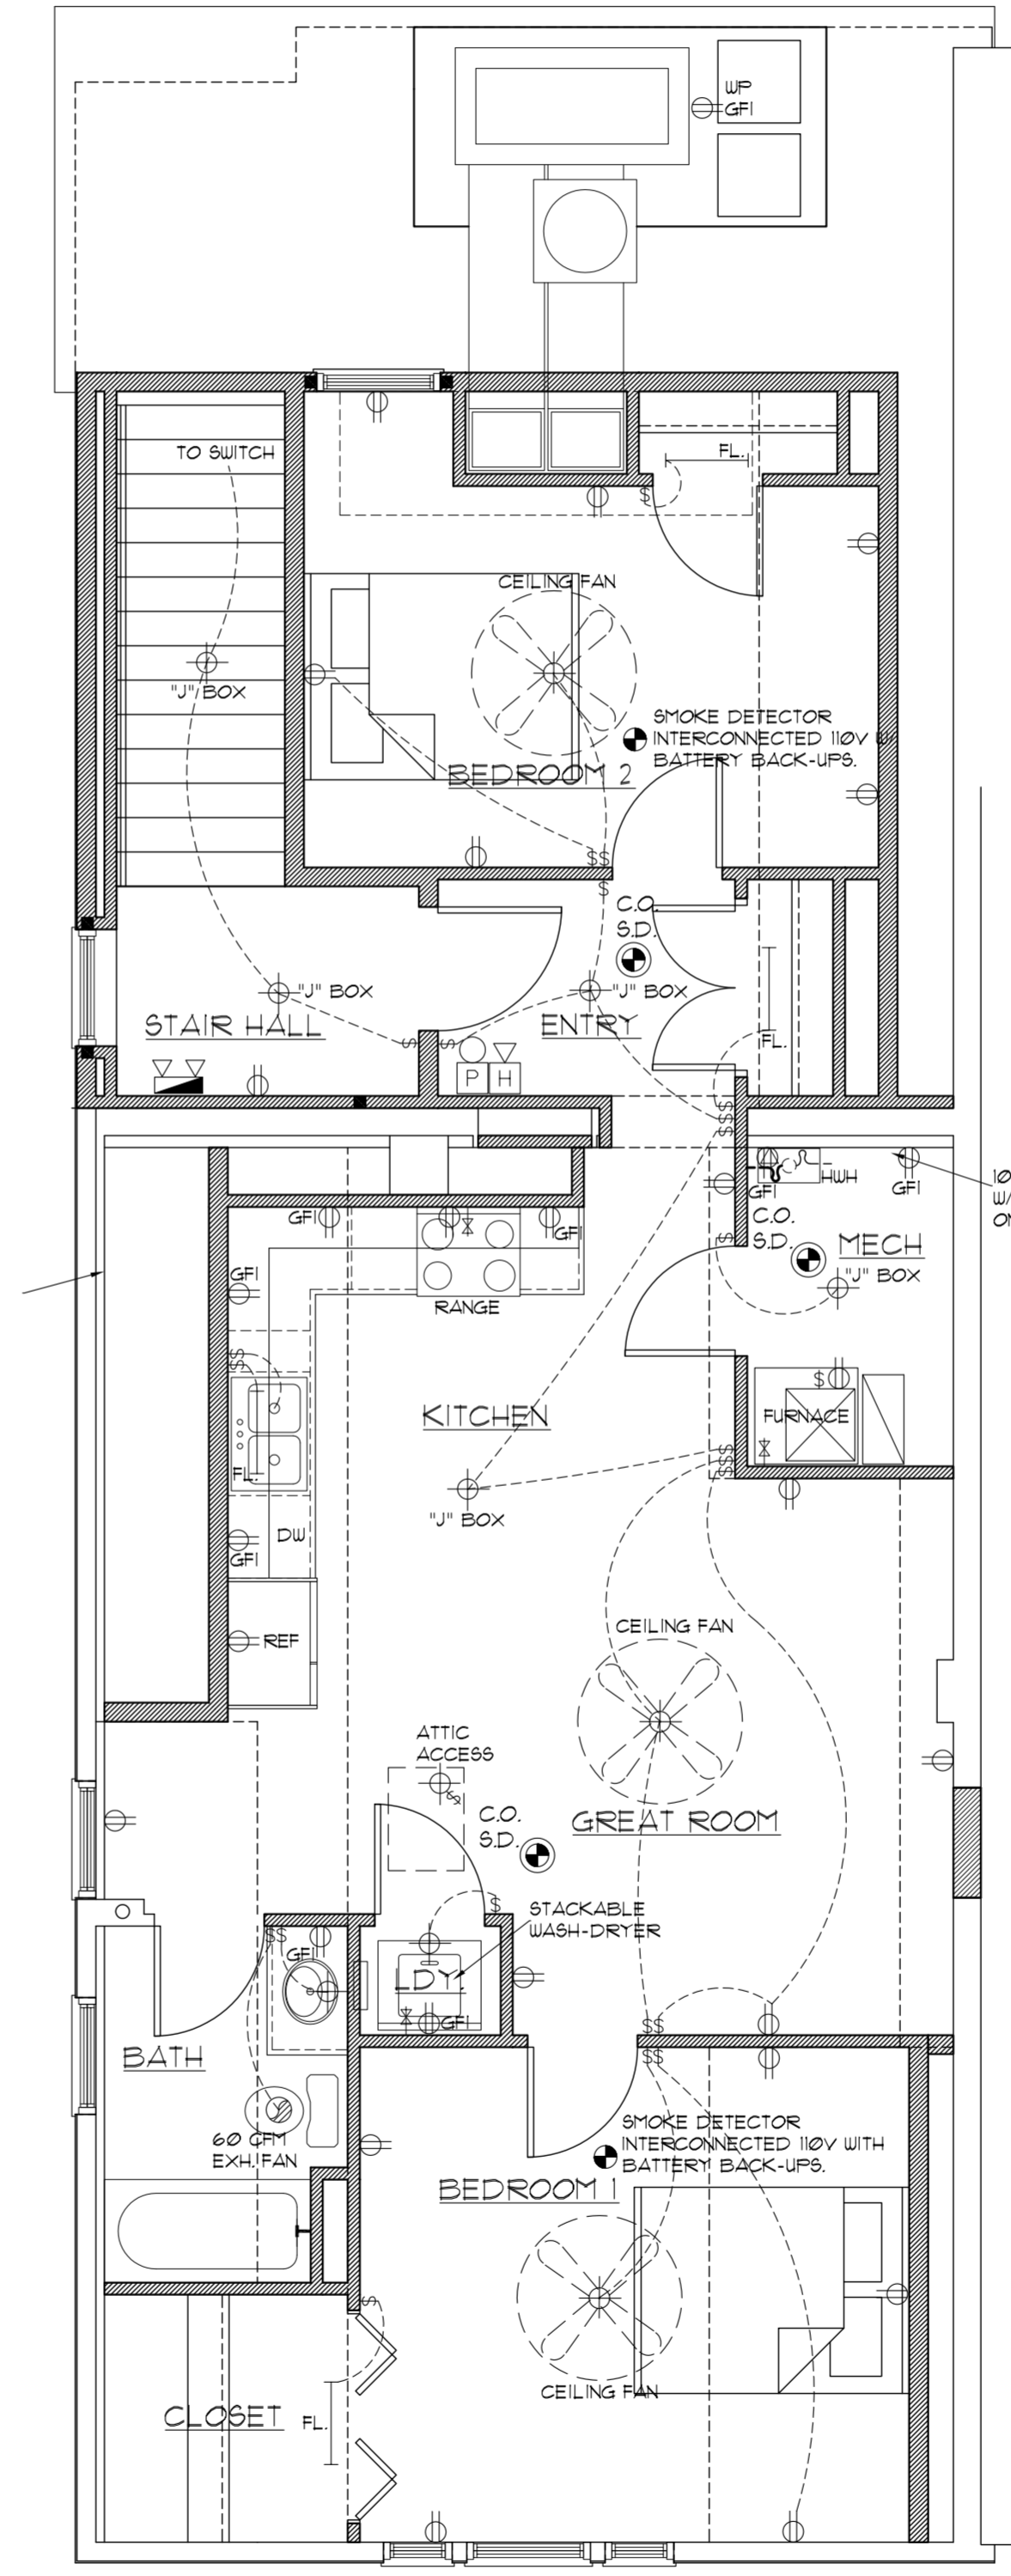 WP
GFI
FL.
TO SWITCH
CEILING FAN
"J" BOX
SMOKE DETECTOR
INTERCONNECTED 110V W/
BATTERY BACK-UPS.
BEDROOM 2
$$
$
$
C.O.
S.D.
"J" BOX
"J" BOX
STAIR HALL
ENTRY
$
$
FL.
P H
$$$
HWH
GFI
GFI
10
W/
ON
C.O.
S.D.
GFI
GFI
MECH
"J" BOX
$
GFI
RANGE
$$
$
FURNACE
KITCHEN
FL.
$$$
"J" BOX
DW
GFI
CEILING FAN
REF
ATTIC
ACCESS
$
C.O.
S.D.
GREAT ROOM
$
STACKABLE
WASH-DRYER
$$
GFI
LDY.
GFI
$$
$$
BATH
60 CFM
EXH. FAN
SMOKE DETECTOR
INTERCONNECTED 110V WITH
BATTERY BACK-UPS.
BEDROOM 1
$
CEILING FAN
CLOSET
FL.